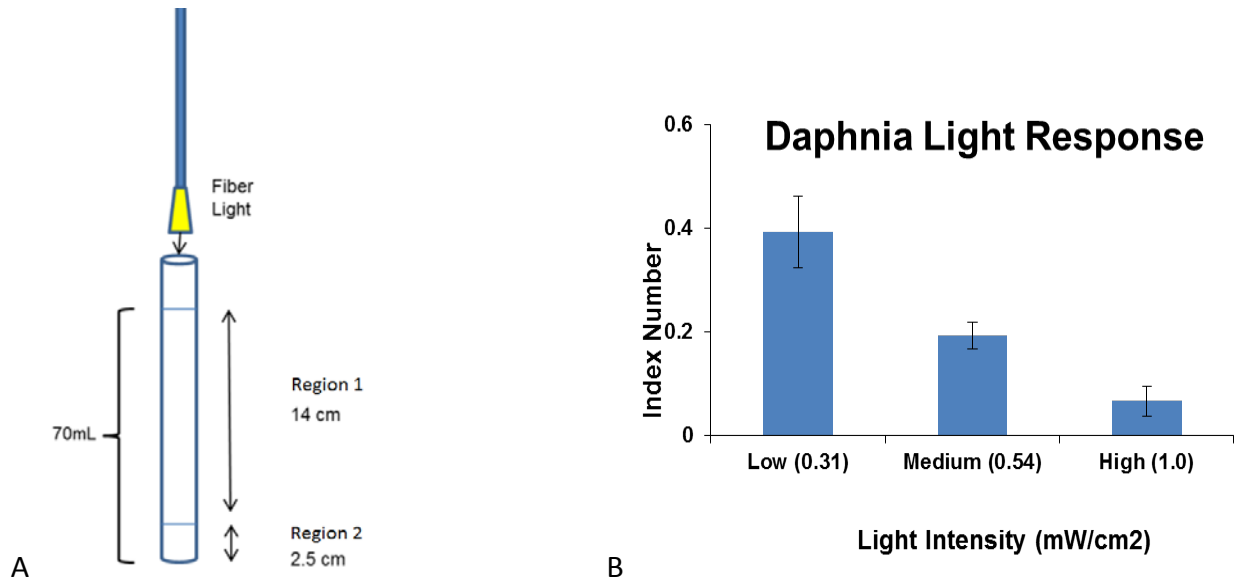 Fiber
Light
Region 1
14 cm
70mL
Region 2
2.5 cm
A
Daphnia Light Response
0.6
0.4
0.2
0
Index Number
Low (0.31)
Medium (0.54)
High (1.0)
Light Intensity (mW/cm2)
B